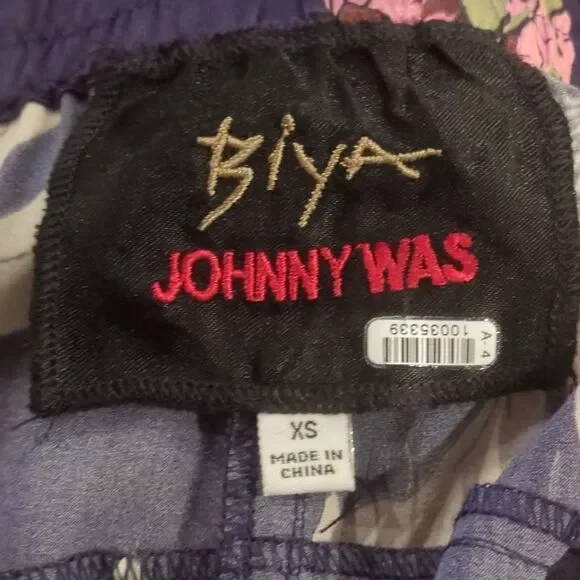 Biya
JOHNNY WAS
A-4
10035339
XS
MADE IN
CHINA